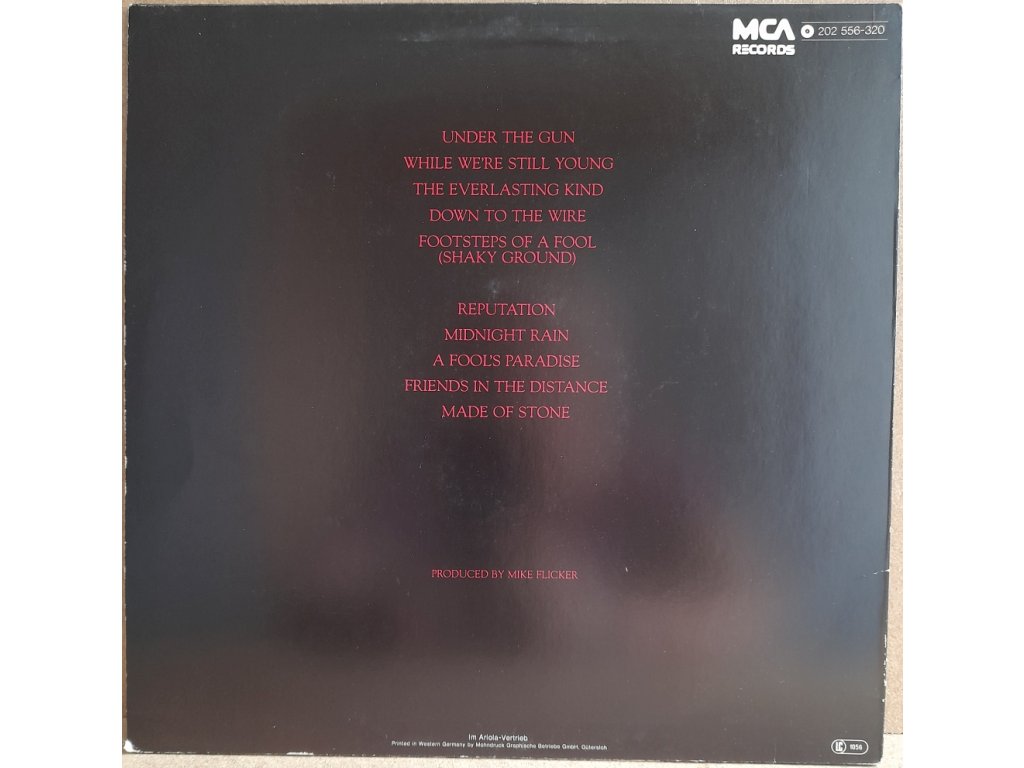 MCA 202 556-320
RECORDS
UNDER THE GUN
WHILE WE'RE STILL YOUNG
THE EVERLASTING KIND
DOWN TO THE WIRE
FOOTSTEPS OF A FOOL
(SHAKY GROUND)
REPUTATION
MIDNIGHT RAIN
A FOOL'S PARADISE
FRIENDS IN THE DISTANCE
MADE OF STONE
PRODUCED BY MIKE FLICKER
Im Ariola-Vertrieb
Printed in Western Germany by Mohndruck Graphische Betriebe GmbH, Gütersloh
LC 1056